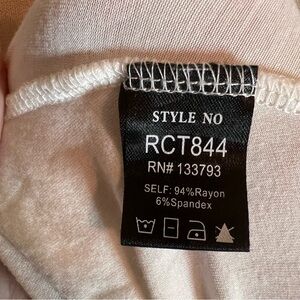 STYLE NO
RCT844
RN# 133793
SELF: 94%Rayon
6%Spandex